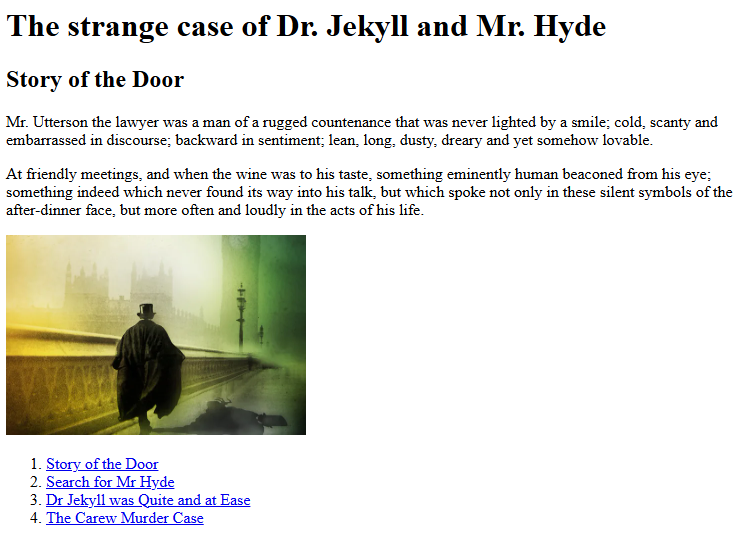 The strange case of Dr. Jekyll and Mr. Hyde
Story of the Door
Mr. Utterson the lawyer was a man of a rugged countenance that was never lighted by a smile; cold, scanty and
embarrassed in discourse; backward in sentiment; lean, long, dusty, dreary and yet somehow lovable.
At friendly meetings, and when the wine was to his taste, something eminently human beaconed from his eye;
something indeed which never found its way into his talk, but which spoke not only in these silent symbols of the
after-dinner face, but more often and loudly in the acts of his life.
1. Story of the Door
2. Search for Mr Hyde
3. Dr Jekyll was Quite and at Ease
4. The Carew Murder Case